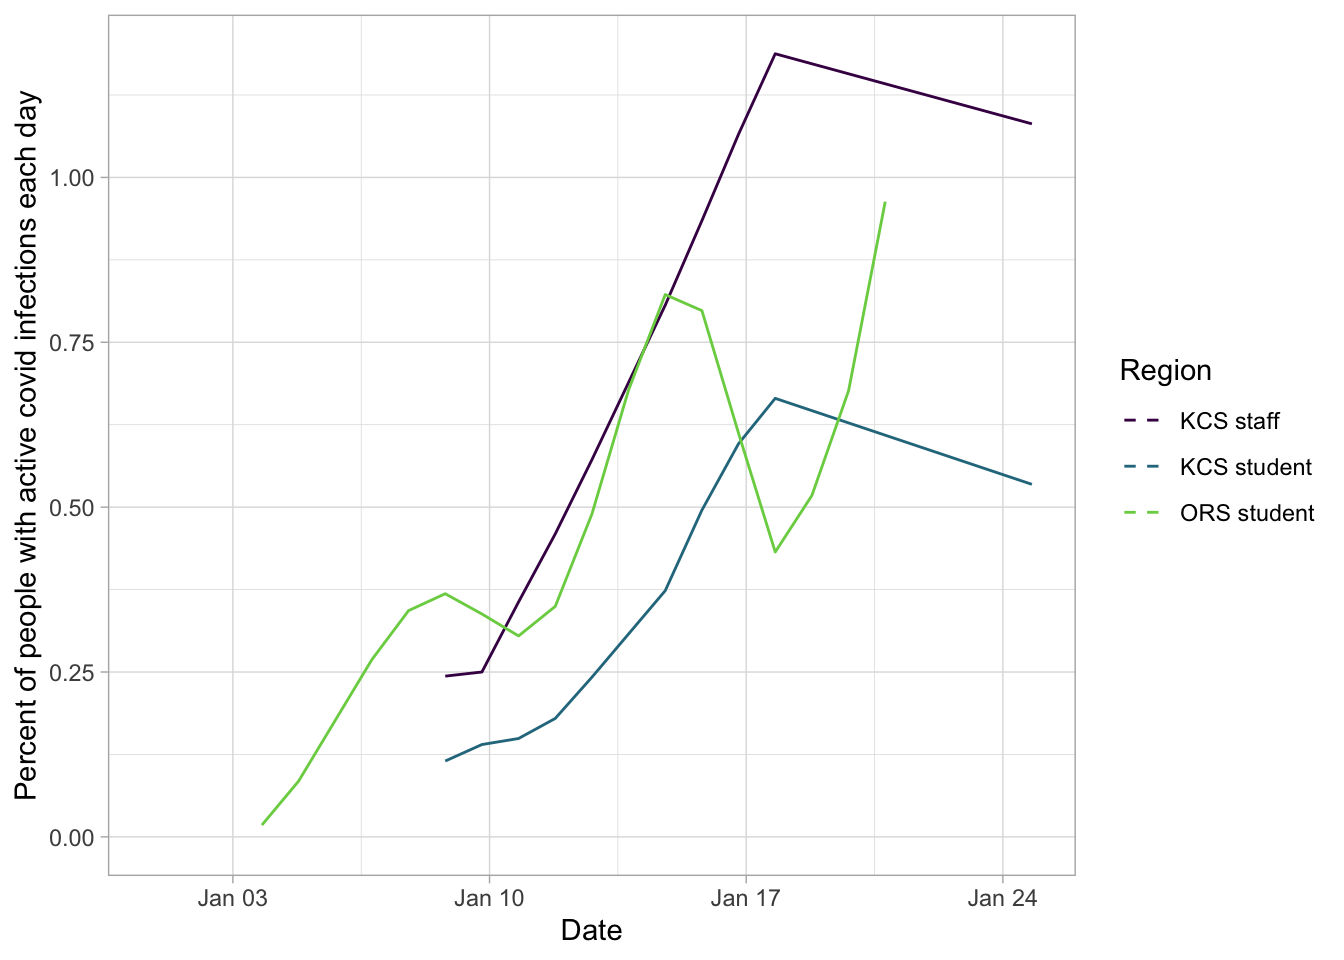 Percent of people with active covid infections each day
1.00
0.75
0.50
0.25
0.00
Jan 03
Jan 10
Jan 17
Jan 24
Date
Region
KCS staff
KCS student
ORS student